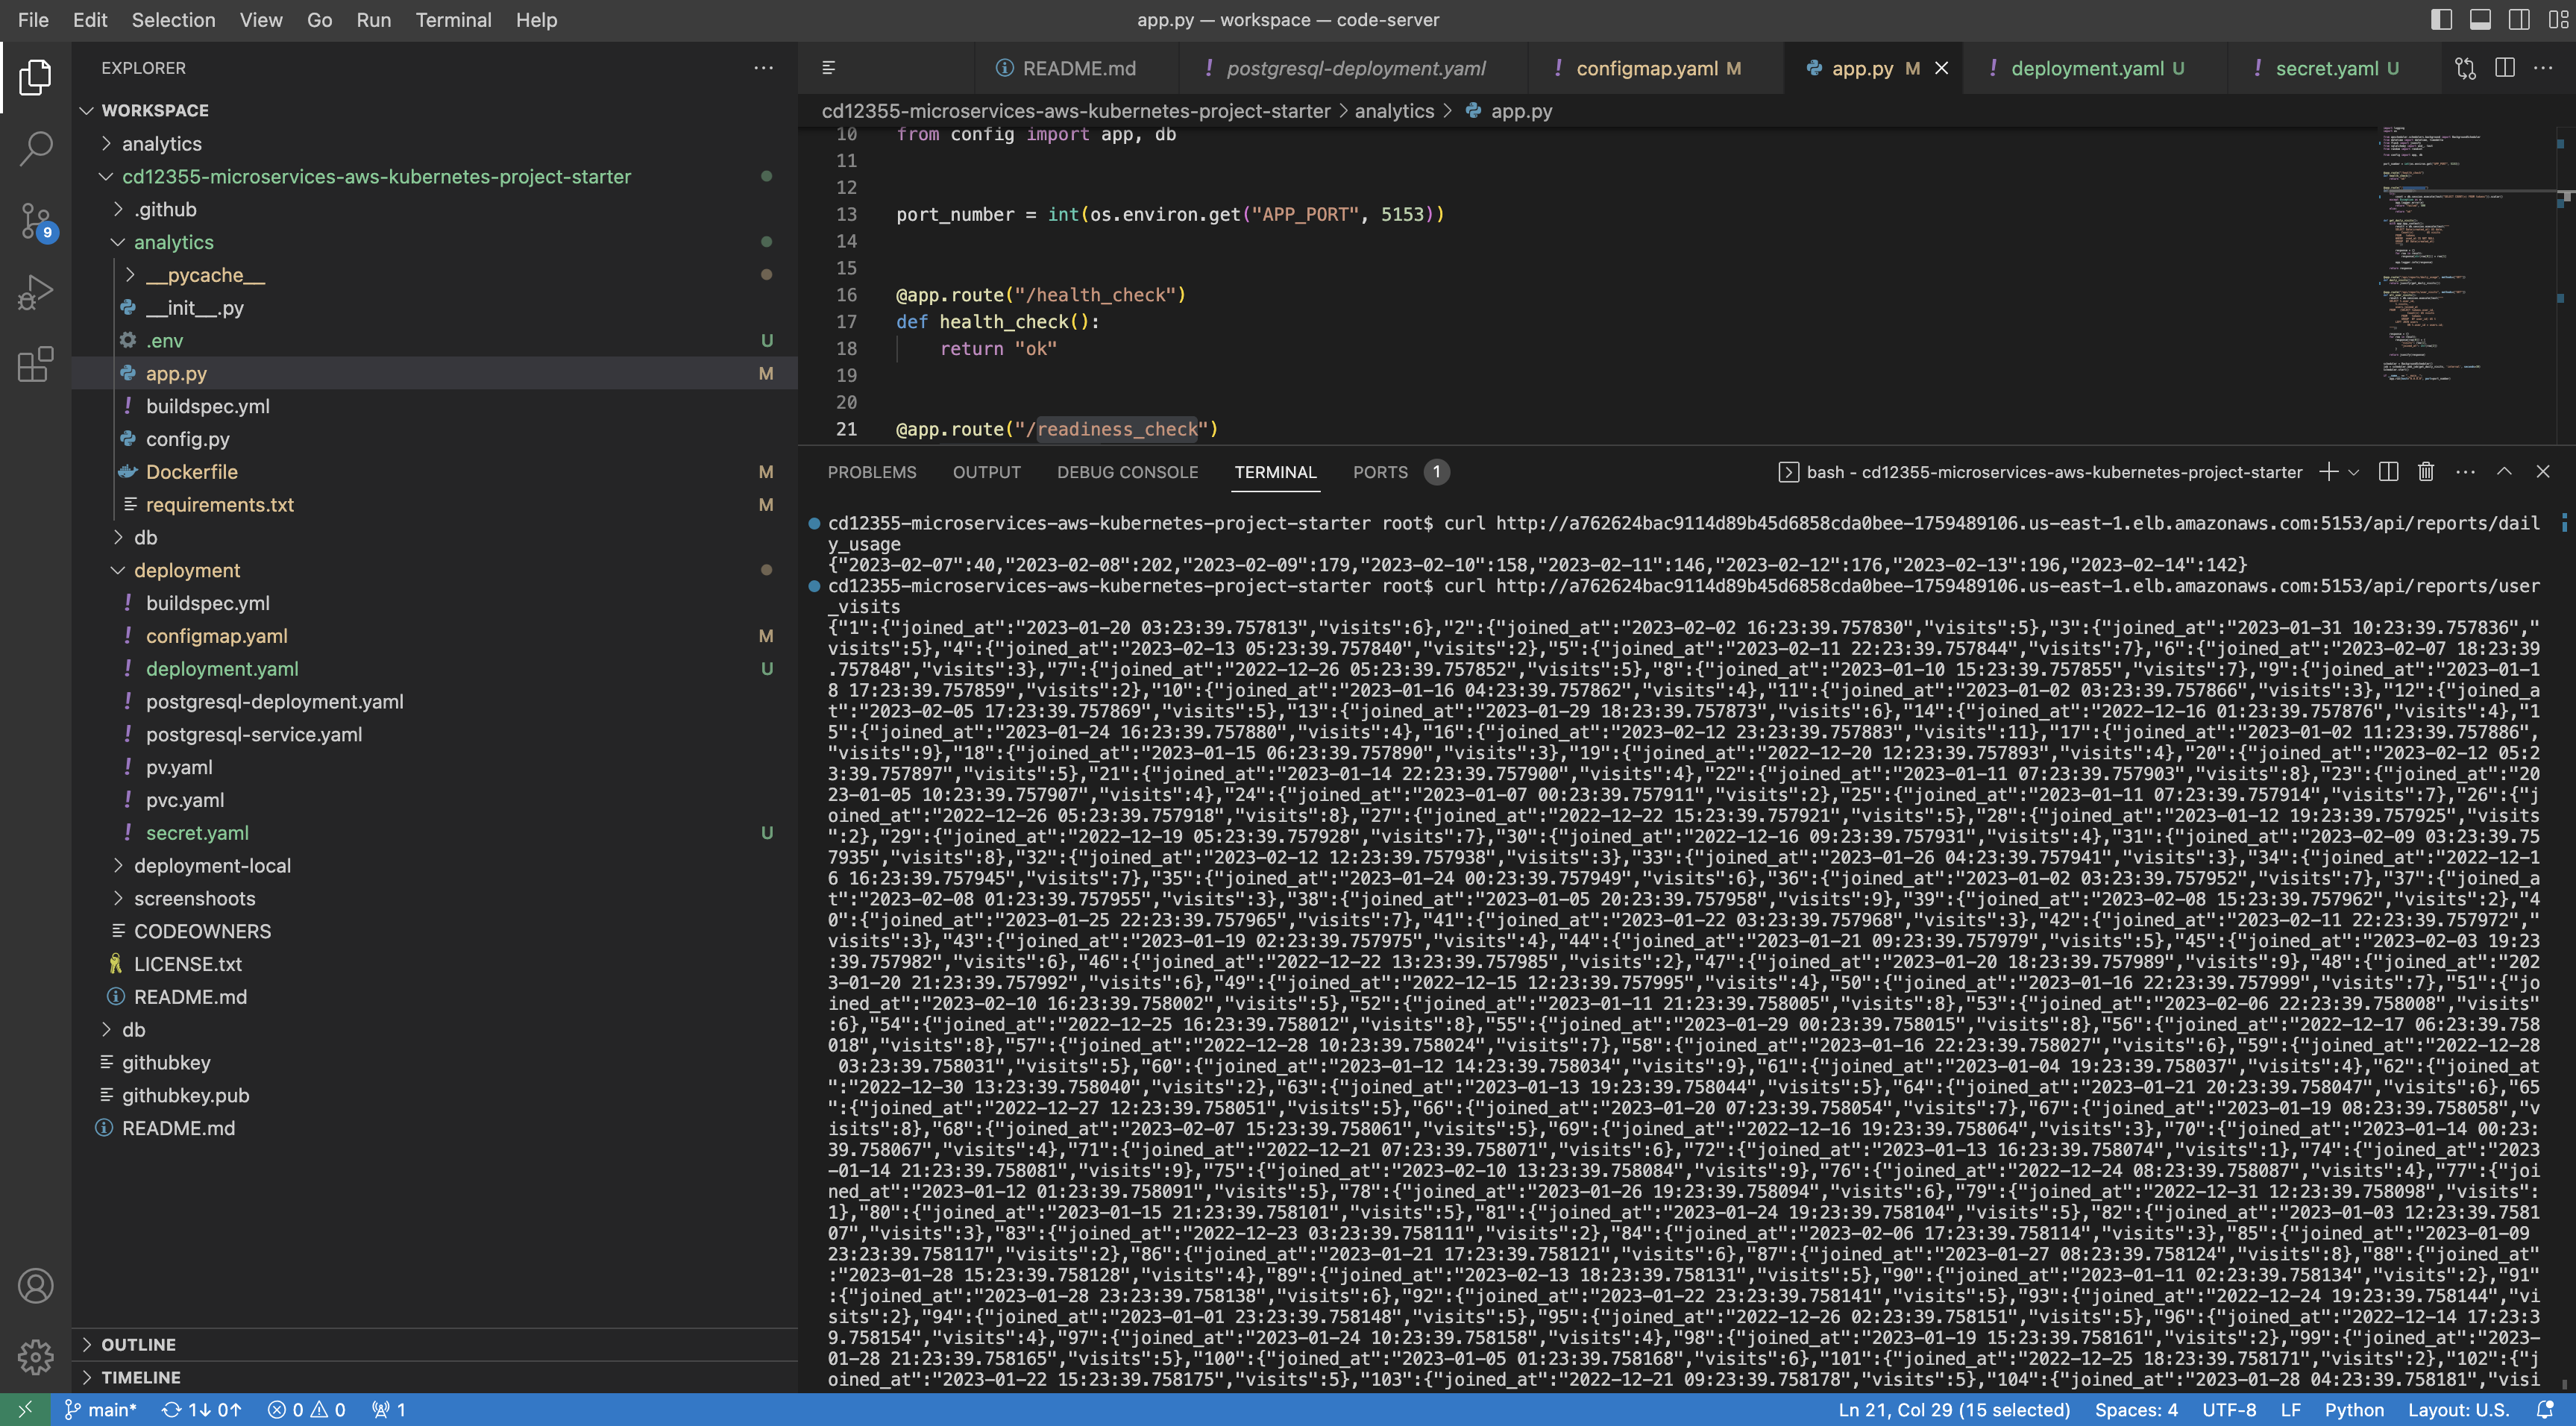 File Edit Selection View Go Run Terminal Help
app.py — workspace — code-server
EXPLORER
WORKSPACE
analytics
cd12355-microservices-aws-kubernetes-project-starter
.github
analytics
__pycache__
__init__.py
.env U
app.py M
buildspec.yml
config.py
Dockerfile M
requirements.txt M
db
deployment
buildspec.yml
configmap.yaml M
deployment.yaml U
postgresql-deployment.yaml
postgresql-service.yaml
pv.yaml
pvc.yaml
secret.yaml U
deployment-local
screenshoots
CODEOWNERS
LICENSE.txt
README.md
db
githubkey
githubkey.pub
README.md
OUTLINE
TIMELINE
9
README.md postgresql-deployment.yaml configmap.yaml M app.py M deployment.yaml U secret.yaml U
cd12355-microservices-aws-kubernetes-project-starter > analytics > app.py
10 from config import app, db
11
12
13 port_number = int(os.environ.get("APP_PORT", 5153))
14
15
16 @app.route("/health_check")
17 def health_check():
18 return "ok"
19
20
21 @app.route("/readiness_check")
PROBLEMS OUTPUT DEBUG CONSOLE TERMINAL PORTS 1 bash - cd12355-microservices-aws-kubernetes-project-starter
cd12355-microservices-aws-kubernetes-project-starter root$ curl http://a762624bac9114d89b45d6858cda0bee-1759489106.us-east-1.elb.amazonaws.com:5153/api/reports/dail
y_usage
{"2023-02-07":40,"2023-02-08":202,"2023-02-09":179,"2023-02-10":158,"2023-02-11":146,"2023-02-12":176,"2023-02-13":196,"2023-02-14":142}
cd12355-microservices-aws-kubernetes-project-starter root$ curl http://a762624bac9114d89b45d6858cda0bee-1759489106.us-east-1.elb.amazonaws.com:5153/api/reports/user
_visits
{"1":{"joined_at":"2023-01-20 03:23:39.757813","visits":6},"2":{"joined_at":"2023-02-02 16:23:39.757830","visits":5},"3":{"joined_at":"2023-01-31 10:23:39.757836","
visits":5},"4":{"joined_at":"2023-02-13 05:23:39.757840","visits":2},"5":{"joined_at":"2023-02-11 22:23:39.757844","visits":7},"6":{"joined_at":"2023-02-07 18:23:39
.757848","visits":3},"7":{"joined_at":"2022-12-26 05:23:39.757852","visits":5},"8":{"joined_at":"2023-01-10 15:23:39.757855","visits":7},"9":{"joined_at":"2023-01-1
8 17:23:39.757859","visits":2},"10":{"joined_at":"2023-01-16 04:23:39.757862","visits":4},"11":{"joined_at":"2023-01-02 03:23:39.757866","visits":3},"12":{"joined_a
t":"2023-02-05 17:23:39.757869","visits":5},"13":{"joined_at":"2023-01-29 18:23:39.757873","visits":6},"14":{"joined_at":"2022-12-16 01:23:39.757876","visits":4},"1
5":{"joined_at":"2023-01-24 16:23:39.757880","visits":4},"16":{"joined_at":"2023-02-12 23:23:39.757883","visits":11},"17":{"joined_at":"2023-01-02 11:23:39.757886",
"visits":9},"18":{"joined_at":"2023-01-15 06:23:39.757890","visits":3},"19":{"joined_at":"2022-12-20 12:23:39.757893","visits":4},"20":{"joined_at":"2023-02-12 05:2
3:39.757897","visits":5},"21":{"joined_at":"2023-01-14 22:23:39.757900","visits":4},"22":{"joined_at":"2023-01-11 07:23:39.757903","visits":8},"23":{"joined_at":"20
23-01-05 10:23:39.757907","visits":4},"24":{"joined_at":"2023-01-07 00:23:39.757911","visits":2},"25":{"joined_at":"2023-01-11 07:23:39.757914","visits":7},"26":{"j
oined_at":"2022-12-26 05:23:39.757918","visits":8},"27":{"joined_at":"2022-12-22 15:23:39.757921","visits":5},"28":{"joined_at":"2023-01-12 19:23:39.757925","visits
":2},"29":{"joined_at":"2022-12-19 05:23:39.757928","visits":7},"30":{"joined_at":"2022-12-16 09:23:39.757931","visits":4},"31":{"joined_at":"2023-02-09 03:23:39.75
7935","visits":8},"32":{"joined_at":"2023-02-12 12:23:39.757938","visits":3},"33":{"joined_at":"2023-01-26 04:23:39.757941","visits":3},"34":{"joined_at":"2022-12-1
6 16:23:39.757945","visits":7},"35":{"joined_at":"2023-01-24 00:23:39.757949","visits":6},"36":{"joined_at":"2023-01-02 03:23:39.757952","visits":7},"37":{"joined_a
t":"2023-02-08 01:23:39.757955","visits":3},"38":{"joined_at":"2023-01-05 20:23:39.757958","visits":9},"39":{"joined_at":"2023-02-08 15:23:39.757962","visits":2},"4
0":{"joined_at":"2023-01-25 22:23:39.757965","visits":7},"41":{"joined_at":"2023-01-22 03:23:39.757968","visits":3},"42":{"joined_at":"2023-02-11 22:23:39.757972","
visits":3},"43":{"joined_at":"2023-01-19 02:23:39.757975","visits":4},"44":{"joined_at":"2023-01-21 09:23:39.757979","visits":5},"45":{"joined_at":"2023-02-03 19:23
:39.757982","visits":6},"46":{"joined_at":"2022-12-22 13:23:39.757985","visits":2},"47":{"joined_at":"2023-01-20 18:23:39.757989","visits":9},"48":{"joined_at":"202
3-01-20 21:23:39.757992","visits":6},"49":{"joined_at":"2022-12-15 12:23:39.757995","visits":4},"50":{"joined_at":"2023-01-16 22:23:39.757999","visits":7},"51":{"jo
ined_at":"2023-02-10 16:23:39.758002","visits":5},"52":{"joined_at":"2023-01-11 21:23:39.758005","visits":8},"53":{"joined_at":"2023-02-06 22:23:39.758008","visits"
:6},"54":{"joined_at":"2022-12-25 16:23:39.758012","visits":8},"55":{"joined_at":"2023-01-29 00:23:39.758015","visits":8},"56":{"joined_at":"2022-12-17 06:23:39.758
018","visits":8},"57":{"joined_at":"2022-12-28 10:23:39.758024","visits":7},"58":{"joined_at":"2023-01-16 22:23:39.758027","visits":6},"59":{"joined_at":"2022-12-28
 03:23:39.758031","visits":5},"60":{"joined_at":"2023-01-12 14:23:39.758034","visits":9},"61":{"joined_at":"2023-01-04 19:23:39.758037","visits":4},"62":{"joined_at
":"2022-12-30 13:23:39.758040","visits":2},"63":{"joined_at":"2023-01-13 19:23:39.758044","visits":5},"64":{"joined_at":"2023-01-21 20:23:39.758047","visits":6},"65
":{"joined_at":"2022-12-27 12:23:39.758051","visits":5},"66":{"joined_at":"2023-01-20 07:23:39.758054","visits":7},"67":{"joined_at":"2023-01-19 08:23:39.758058","v
isits":8},"68":{"joined_at":"2023-02-07 15:23:39.758061","visits":5},"69":{"joined_at":"2022-12-16 19:23:39.758064","visits":3},"70":{"joined_at":"2023-01-14 00:23:
39.758067","visits":4},"71":{"joined_at":"2022-12-21 07:23:39.758071","visits":6},"72":{"joined_at":"2023-01-13 16:23:39.758074","visits":1},"74":{"joined_at":"2023
-01-14 21:23:39.758081","visits":9},"75":{"joined_at":"2023-02-10 13:23:39.758084","visits":9},"76":{"joined_at":"2022-12-24 08:23:39.758087","visits":4},"77":{"joi
ned_at":"2023-01-12 01:23:39.758091","visits":5},"78":{"joined_at":"2023-01-26 19:23:39.758094","visits":6},"79":{"joined_at":"2022-12-31 12:23:39.758098","visits":
1},"80":{"joined_at":"2023-01-15 21:23:39.758101","visits":5},"81":{"joined_at":"2023-01-24 19:23:39.758104","visits":5},"82":{"joined_at":"2023-01-03 12:23:39.7581
07","visits":3},"83":{"joined_at":"2022-12-23 03:23:39.758111","visits":2},"84":{"joined_at":"2023-02-06 17:23:39.758114","visits":3},"85":{"joined_at":"2023-01-09
23:23:39.758117","visits":2},"86":{"joined_at":"2023-01-21 17:23:39.758121","visits":6},"87":{"joined_at":"2023-01-27 08:23:39.758124","visits":8},"88":{"joined_at"
:"2023-01-28 15:23:39.758128","visits":4},"89":{"joined_at":"2023-02-13 18:23:39.758131","visits":5},"90":{"joined_at":"2023-01-11 02:23:39.758134","visits":2},"91"
:{"joined_at":"2023-01-28 23:23:39.758138","visits":6},"92":{"joined_at":"2023-01-22 23:23:39.758141","visits":5},"93":{"joined_at":"2022-12-24 19:23:39.758144","vi
sits":2},"94":{"joined_at":"2023-01-01 23:23:39.758148","visits":5},"95":{"joined_at":"2022-12-26 02:23:39.758151","visits":5},"96":{"joined_at":"2022-12-14 17:23:3
9.758154","visits":4},"97":{"joined_at":"2023-01-24 10:23:39.758158","visits":4},"98":{"joined_at":"2023-01-19 15:23:39.758161","visits":2},"99":{"joined_at":"2023-
01-28 21:23:39.758165","visits":5},"100":{"joined_at":"2023-01-05 01:23:39.758168","visits":6},"101":{"joined_at":"2022-12-25 18:23:39.758171","visits":2},"102":{"j
oined_at":"2023-01-22 15:23:39.758175","visits":5},"103":{"joined_at":"2022-12-21 09:23:39.758178","visits":5},"104":{"joined_at":"2023-01-28 04:23:39.758181","visi
main* 1↓ 0↑ 0 0 1 Ln 21, Col 29 (15 selected) Spaces: 4 UTF-8 LF Python Layout: U.S.